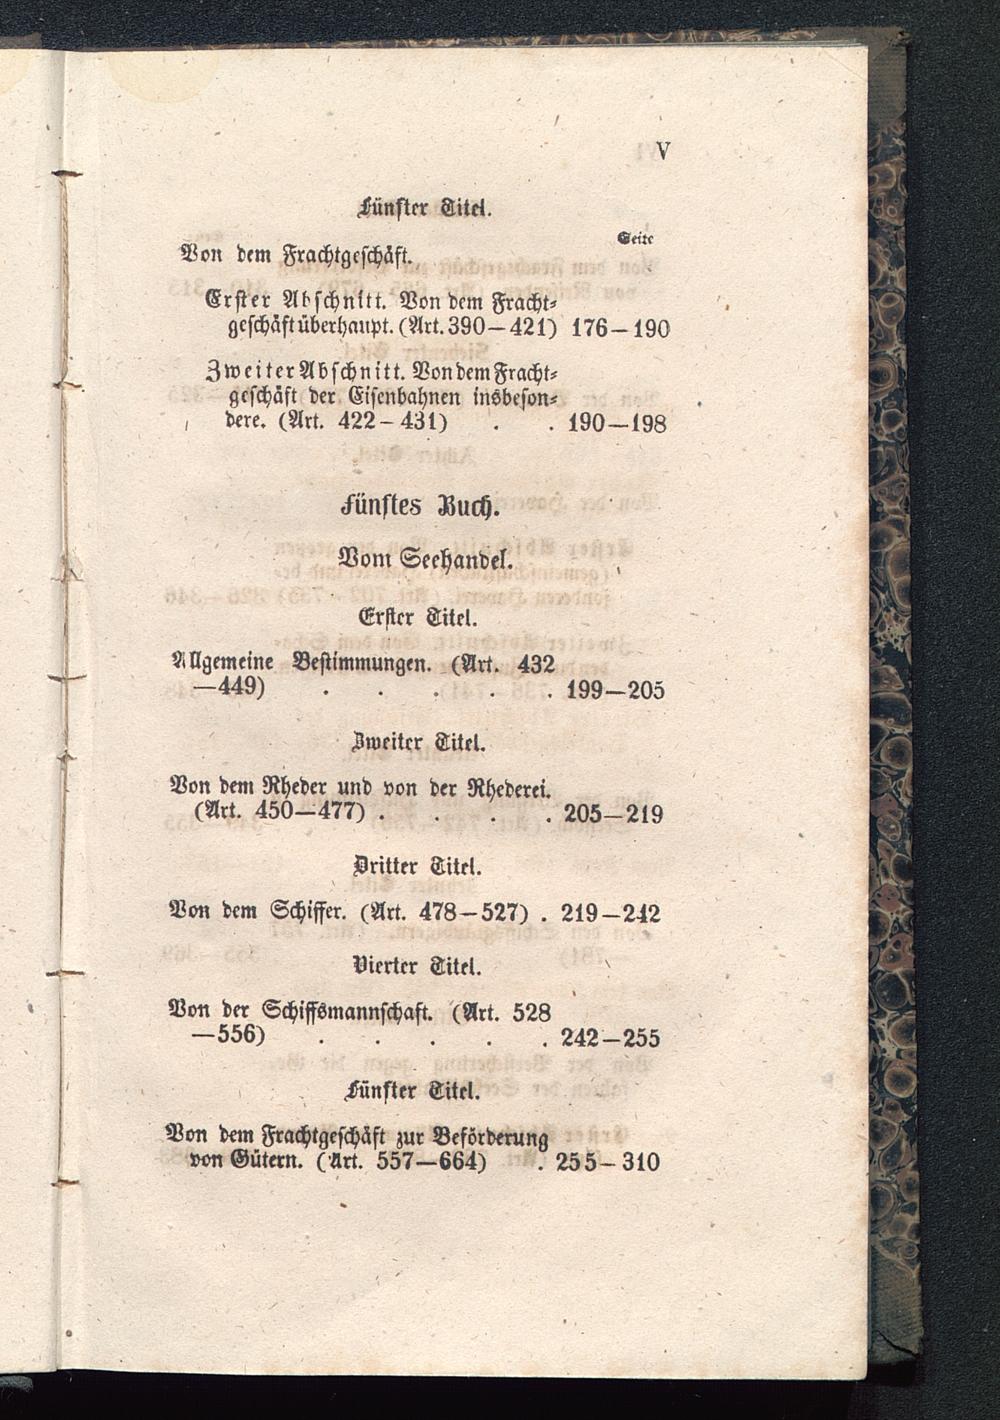 V
Fünfter Titel.
Seite
Von dem Frachtgeschäft.
Erster Abschnitt. Von dem Fracht-
geschäft überhaupt. (Art. 390—421) 176—190
Zweiter Abschnitt. Von dem Fracht-
geschäft der Eisenbahnen insbeson-
dere. (Art. 422—431) . . 190—198
Fünftes Buch.
Vom Seehandel.
Erster Titel.
Allgemeine Bestimmungen. (Art. 432
—449) . . . . . 199—205
Zweiter Titel.
Von dem Rheder und von der Rhederei.
(Art. 450—477) . . . . 205—219
Dritter Titel.
Von dem Schiffer. (Art. 478—527) . 219—242
Vierter Titel.
Von der Schiffsmannschaft. (Art. 528
—556) . . . . . 242—255
Fünfter Titel.
Von dem Frachtgeschäft zur Beförderung
von Gütern. (Art. 557—664) . 255—310